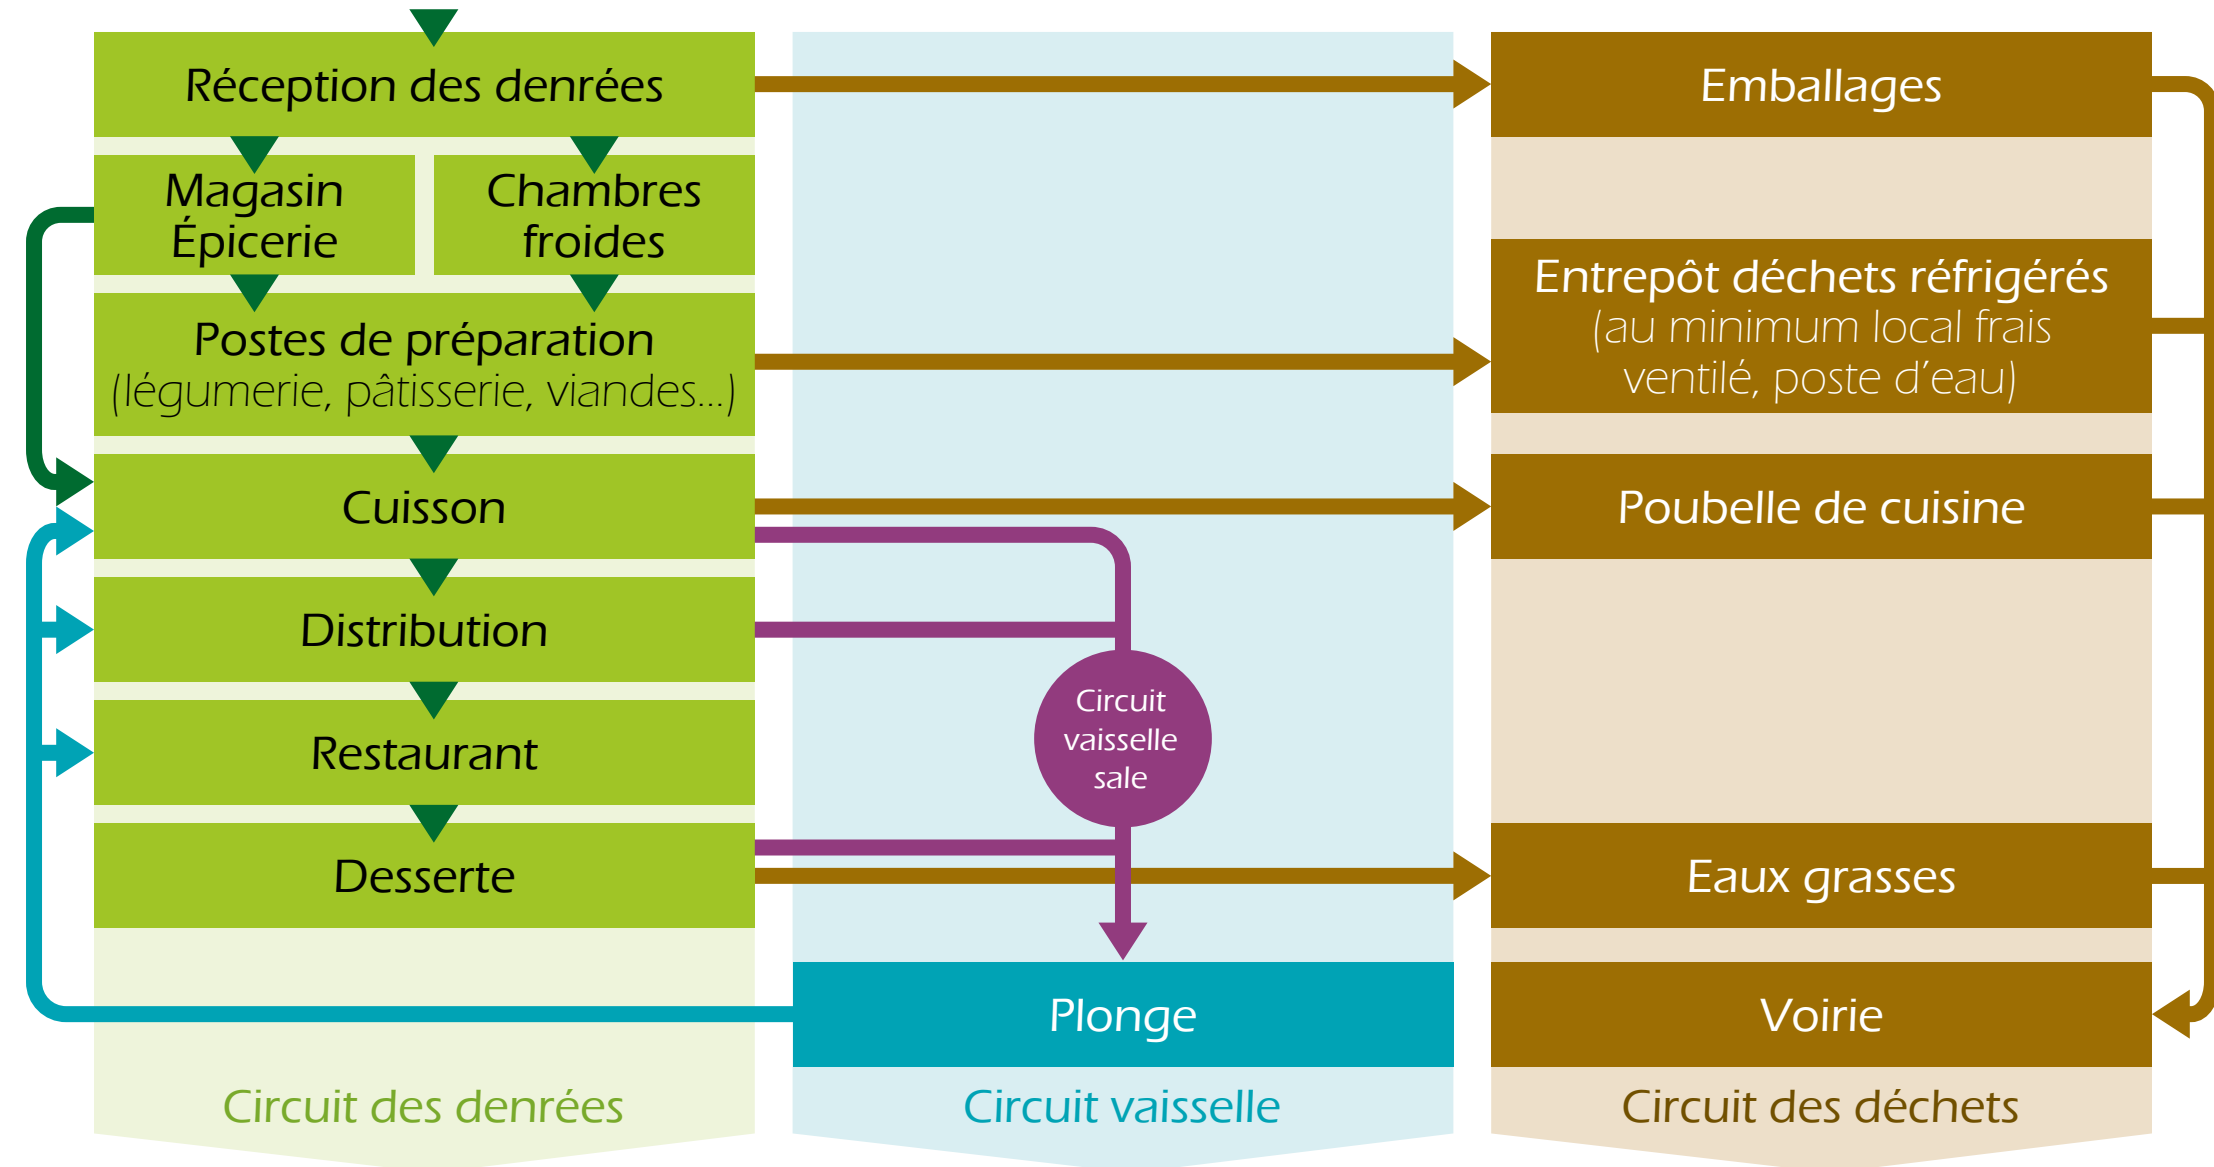 Réception des denrées
Magasin
Épicerie
Chambres
froides
Postes de préparation
(légumerie, pâtisserie, viandes...)
Cuisson
Distribution
Restaurant
Desserte
Circuit des denrées
Circuit
vaisselle
sale
Plonge
Circuit vaisselle
Emballages
Entrepôt déchets réfrigérés
(au minimum local frais
ventilé, poste d’eau)
Poubelle de cuisine
Eaux grasses
Voirie
Circuit des déchets